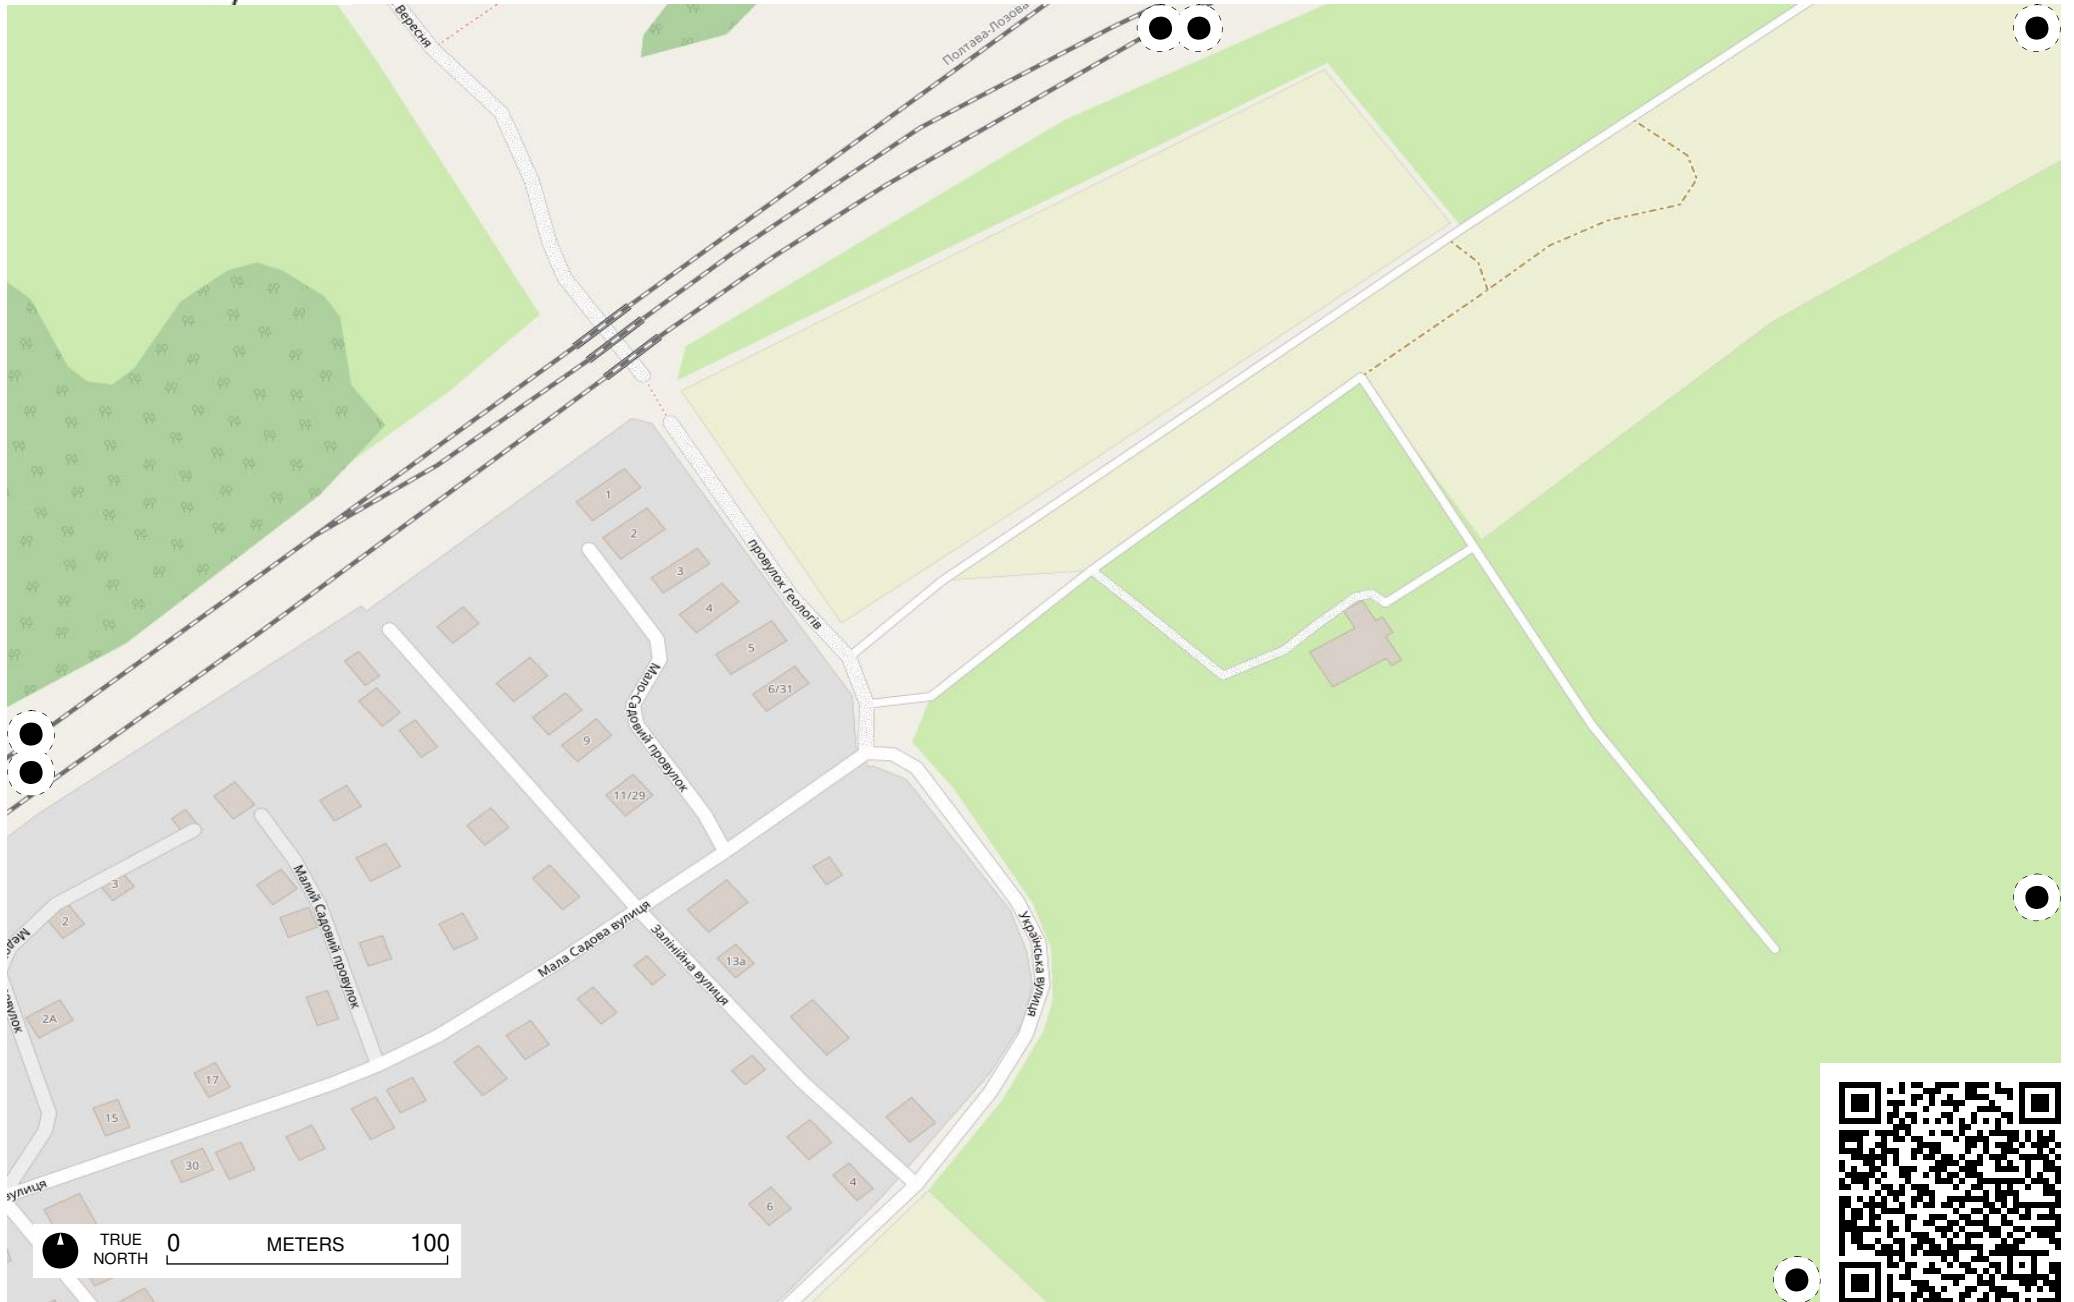 Вересня
Полтава-Лозова
1
2
3
4
5
6/31
провулок Геологів
Мало-Садовий провулок
9
11/29
3
2
Малий Садовий провулок
Мала Садова вулиця
Залінійна вулиця
13а
Українська вулиця
2А
17
15
30
4
6
вулиця
TRUE
NORTH
0 METERS 100